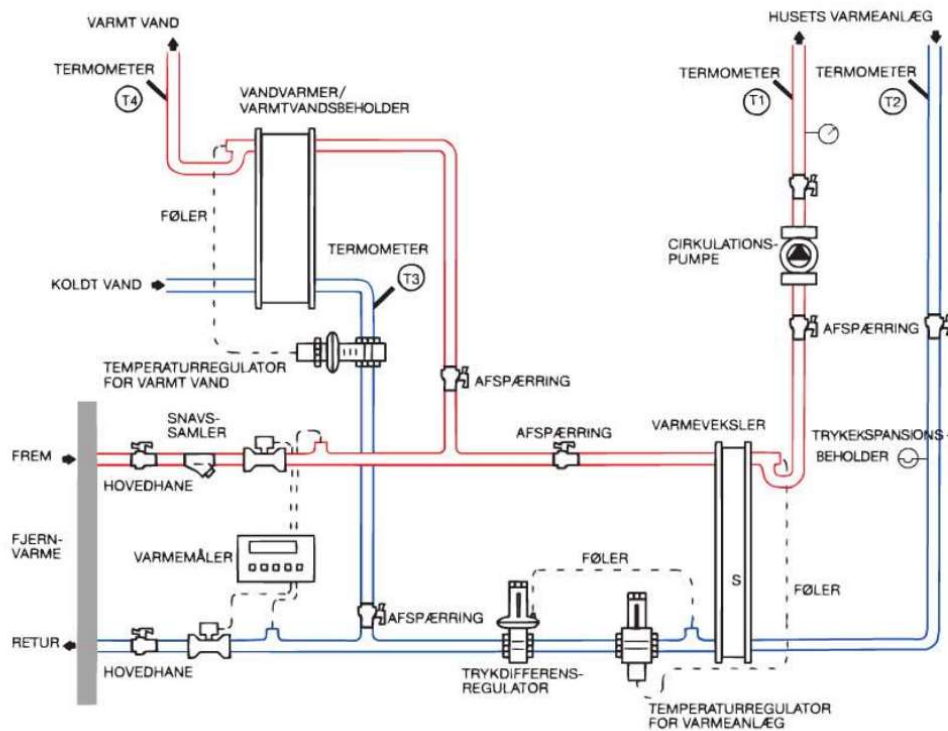 VARMT VAND
HUSETS VARMEANLÆG
TERMOMETER
T4
VANDVARMER/
VARMTVANDSBEHOLDER
TERMOMETER
T1
TERMOMETER
T2
FØLER
TERMOMETER
T3
CIRKULATIONS-
PUMPE
KOLDT VAND
AFSPÆRRING
TEMPERATURREGULATOR
FOR VARMT VAND
AFSPÆRRING
SNAVS-
SAMLER
AFSPÆRRING
VARMEVEKSLER
TRYKEKSPANSIONS-
BEHOLDER
FREM
HOVEDHANE
FJERN-
VARME
VARMEMÅLER
FØLER
S
FØLER
AFSPÆRRING
RETUR
HOVEDHANE
TRYKDIFFERENS-
REGULATOR
TEMPERATURREGULATOR
FOR VARMEANLÆG